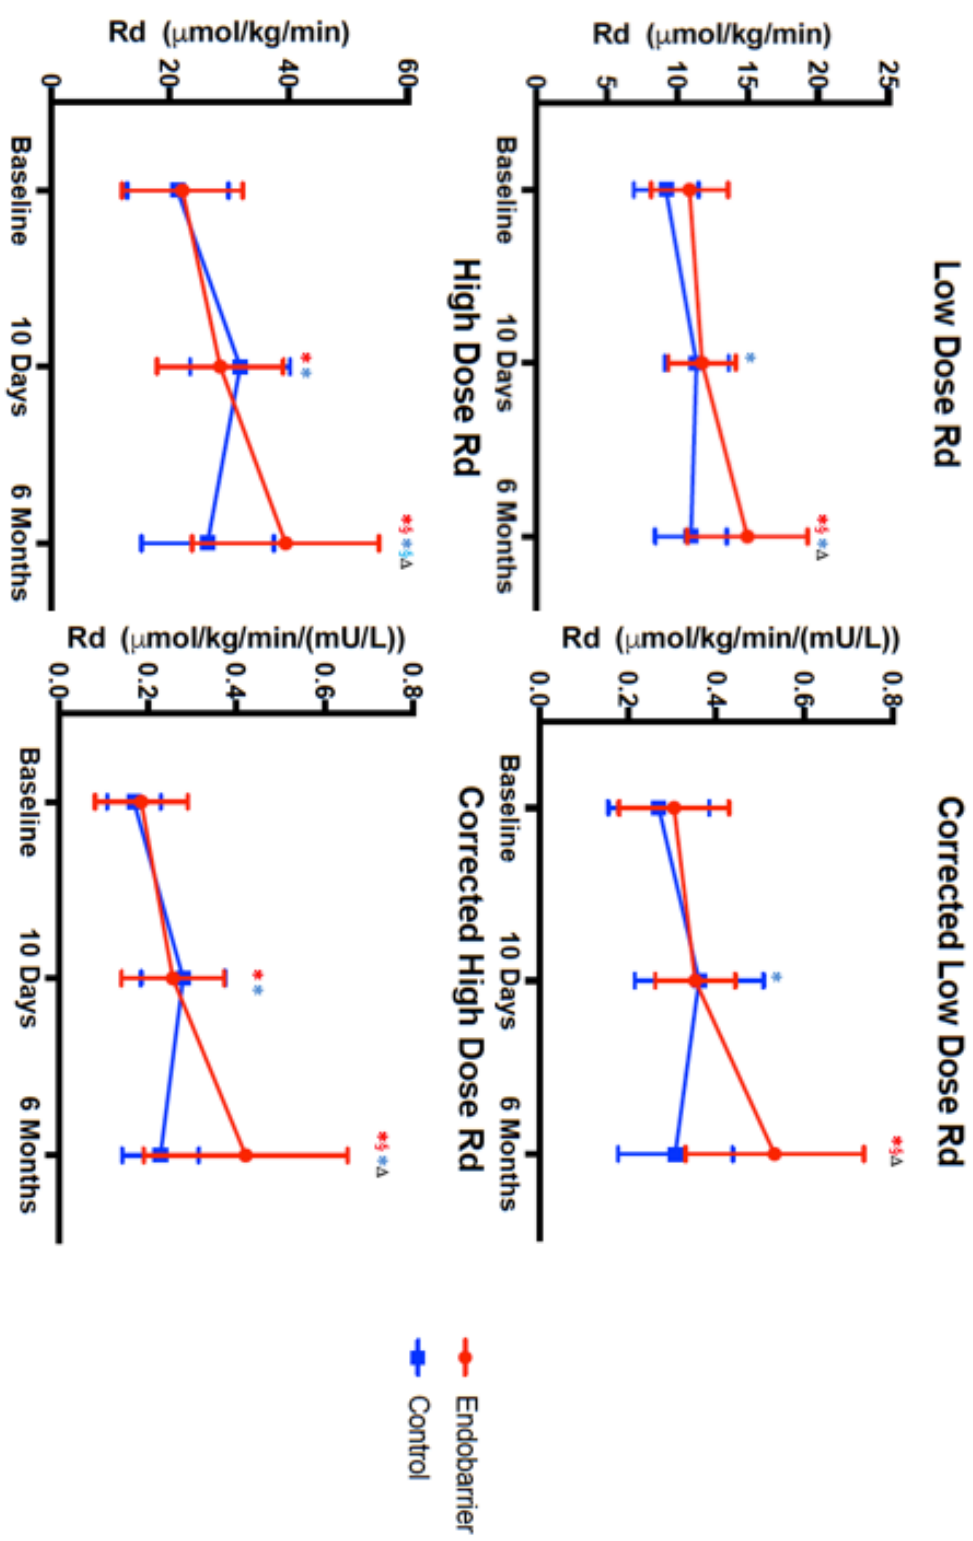 Low Dose Rd
Rd (μmol/kg/min)
25
20
15
10
5
0
*
*§*Δ
Baseline
10 Days
6 Months
Corrected Low Dose Rd
Rd (μmol/kg/min/(mU/L))
0.8
0.6
0.4
0.2
0.0
*
*§Δ
Baseline
10 Days
6 Months
High Dose Rd
Rd (μmol/kg/min)
60
40
20
0
**
*§*§Δ
Baseline
10 Days
6 Months
Corrected High Dose Rd
Rd (μmol/kg/min/(mU/L))
0.8
0.6
0.4
0.2
0.0
**
*§*Δ
Baseline
10 Days
6 Months
Endobarrier
Control